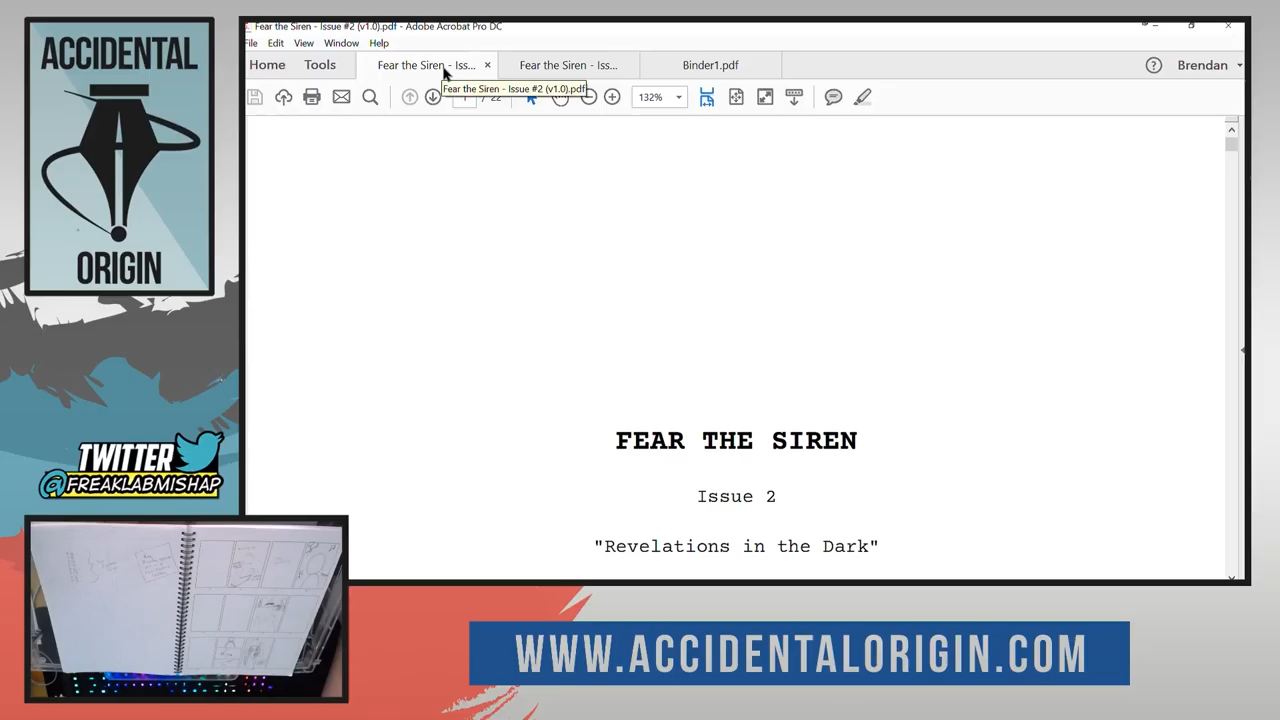 ACCIDENTAL
ORIGIN
Fear the Siren - Issue #2 (v1.0).pdf - Adobe Acrobat Pro DC
File Edit View Window Help
Home Tools Fear the Siren - Iss... × Fear the Siren - Iss... Binder1.pdf Brendan
Fear the Siren - Issue #2 (v1.0).pdf
/ 22 132%
FEAR THE SIREN
Issue 2
"Revelations in the Dark"
TWITTER
@FREAKLABMISHAP
WWW.ACCIDENTALORIGIN.COM